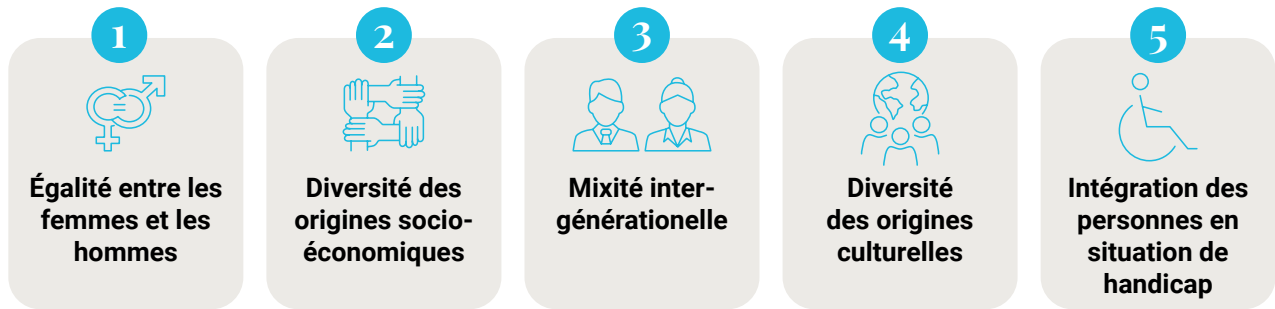 1
Égalité entre les
femmes et les
hommes
2
Diversité des
origines socio-
économiques
3
Mixité inter-
générationelle
4
Diversité
des origines
culturelles
5
Intégration des
personnes en
situation de
handicap